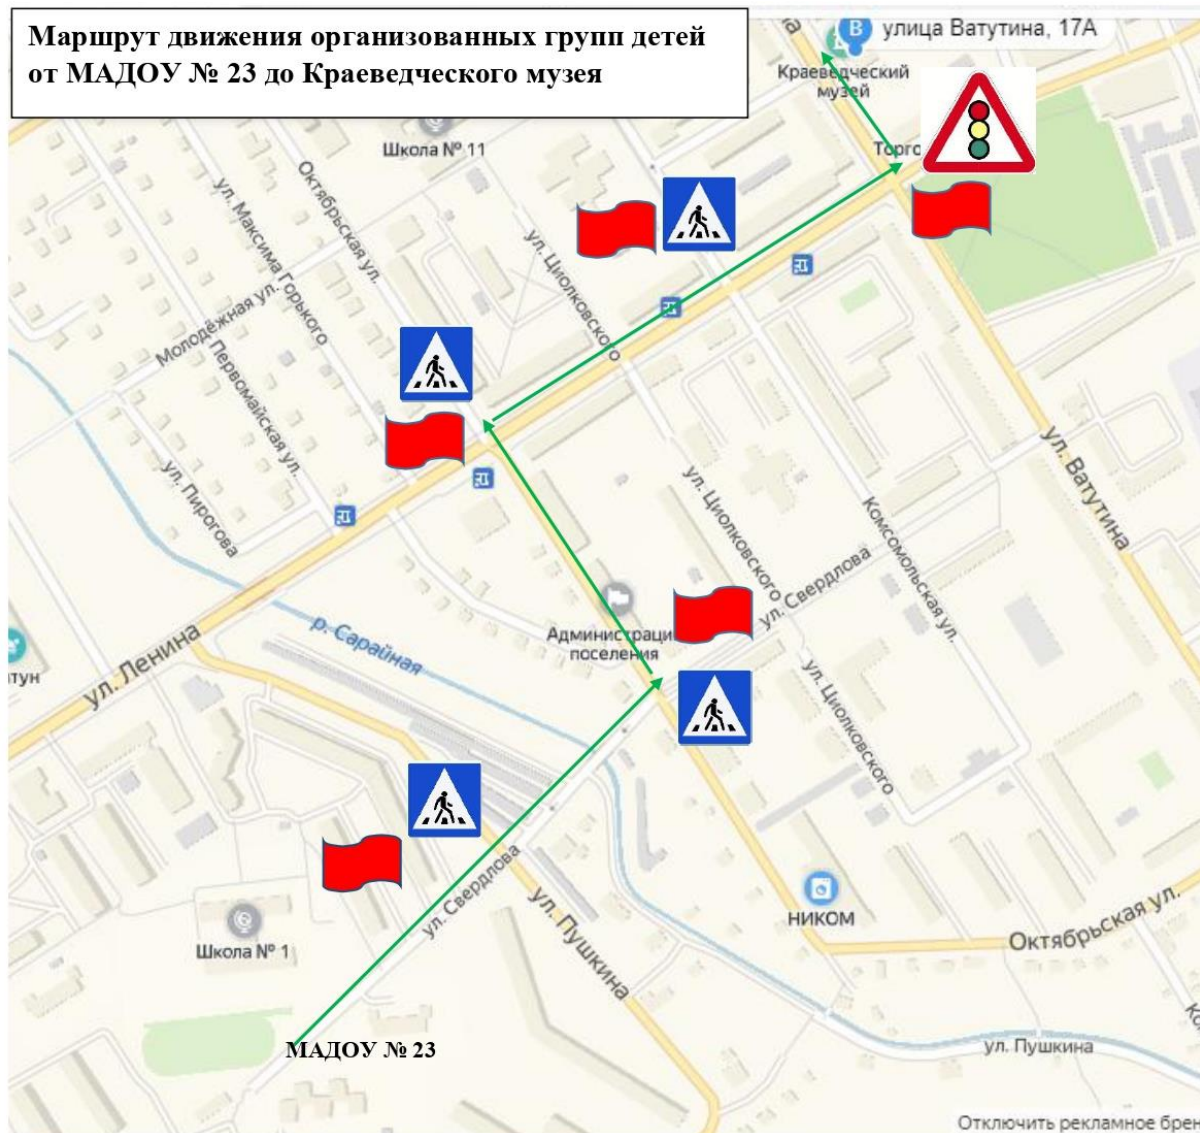 Маршрут движения организованных групп детей
от МАДОУ № 23 до Краеведческого музея
улица Ватутина, 17А
B
Краеведческий
музей
Школа № 11
Торго
Октябрьская ул.
ул. Максима Горького
ул. Циолковского
Молодёжная ул.
Первомайская ул.
ул. Пирогова
ул. Ватутина
ул. Циолковского
Комсомольская ул.
ул. Свердлова
Администраци
поселения
р. Сарайная
ул. Ленина
тун
ул. Циолковского
ул. Свердлова
НИКОМ
ул. Пушкина
Октябрьская ул.
Школа № 1
МАДОУ № 23
ул. Пушкина
Отключить рекламное брен